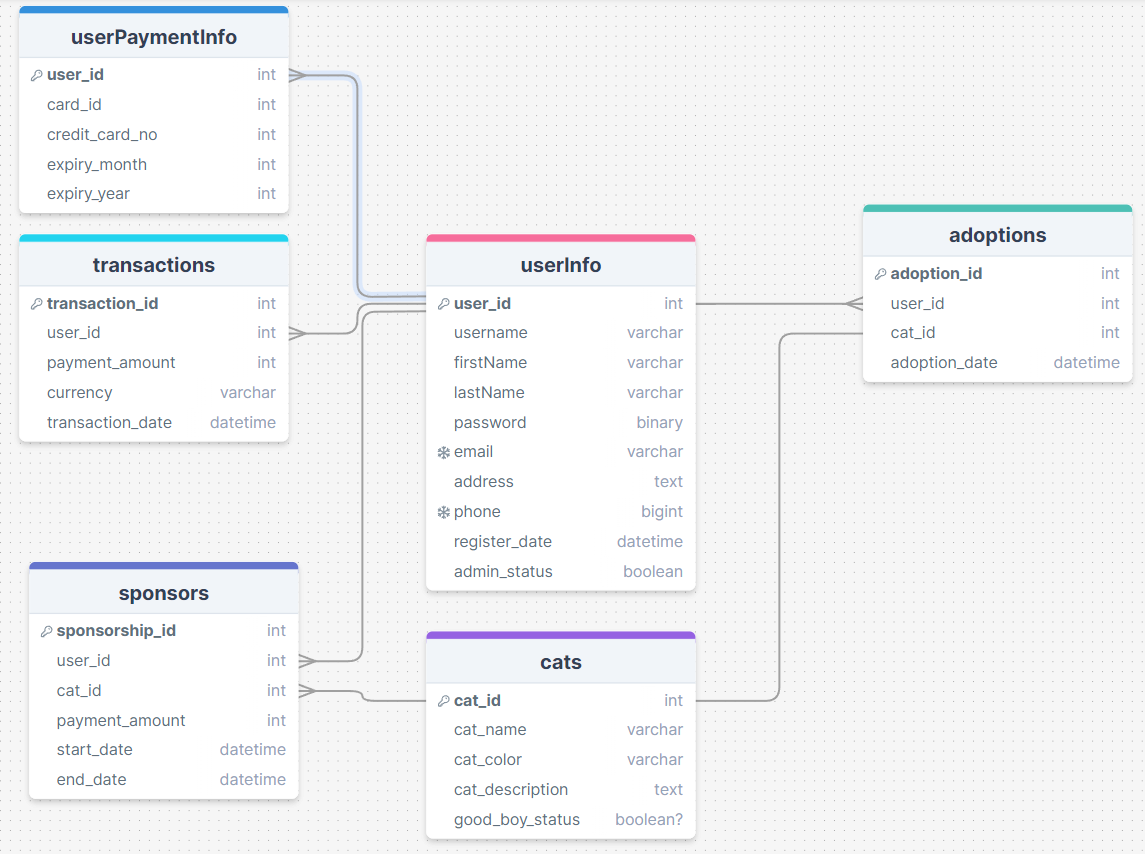 userPaymentInfo
user_id int
card_id int
credit_card_no int
expiry_month int
expiry_year int
transactions
transaction_id int
user_id int
payment_amount int
currency varchar
transaction_date datetime
sponsors
sponsorship_id int
user_id int
cat_id int
payment_amount int
start_date datetime
end_date datetime
userInfo
user_id int
username varchar
firstName varchar
lastName varchar
password binary
email varchar
address text
phone bigint
register_date datetime
admin_status boolean
cats
cat_id int
cat_name varchar
cat_color varchar
cat_description text
good_boy_status boolean?
adoptions
adoption_id int
user_id int
cat_id int
adoption_date datetime